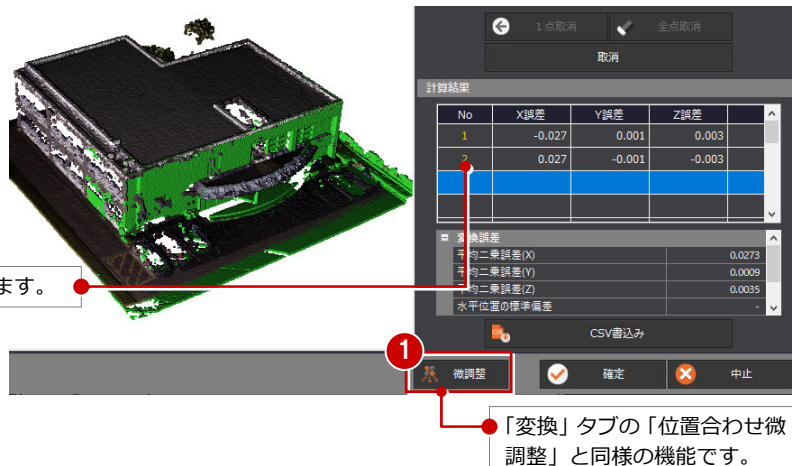 1点取消 全点取消
取消
計算結果
No X誤差 Y誤差 Z誤差
1 -0.027 0.001 0.003
2 0.027 -0.001 -0.003
変換誤差
平均二乗誤差(X) 0.0273
平均二乗誤差(Y) 0.0009
平均二乗誤差(Z) 0.0035
水平位置の標準偏差 -
ます。
CSV書込み
1
微調整 確定 中止
「変換」タブの「位置合わせ微
調整」と同様の機能です。